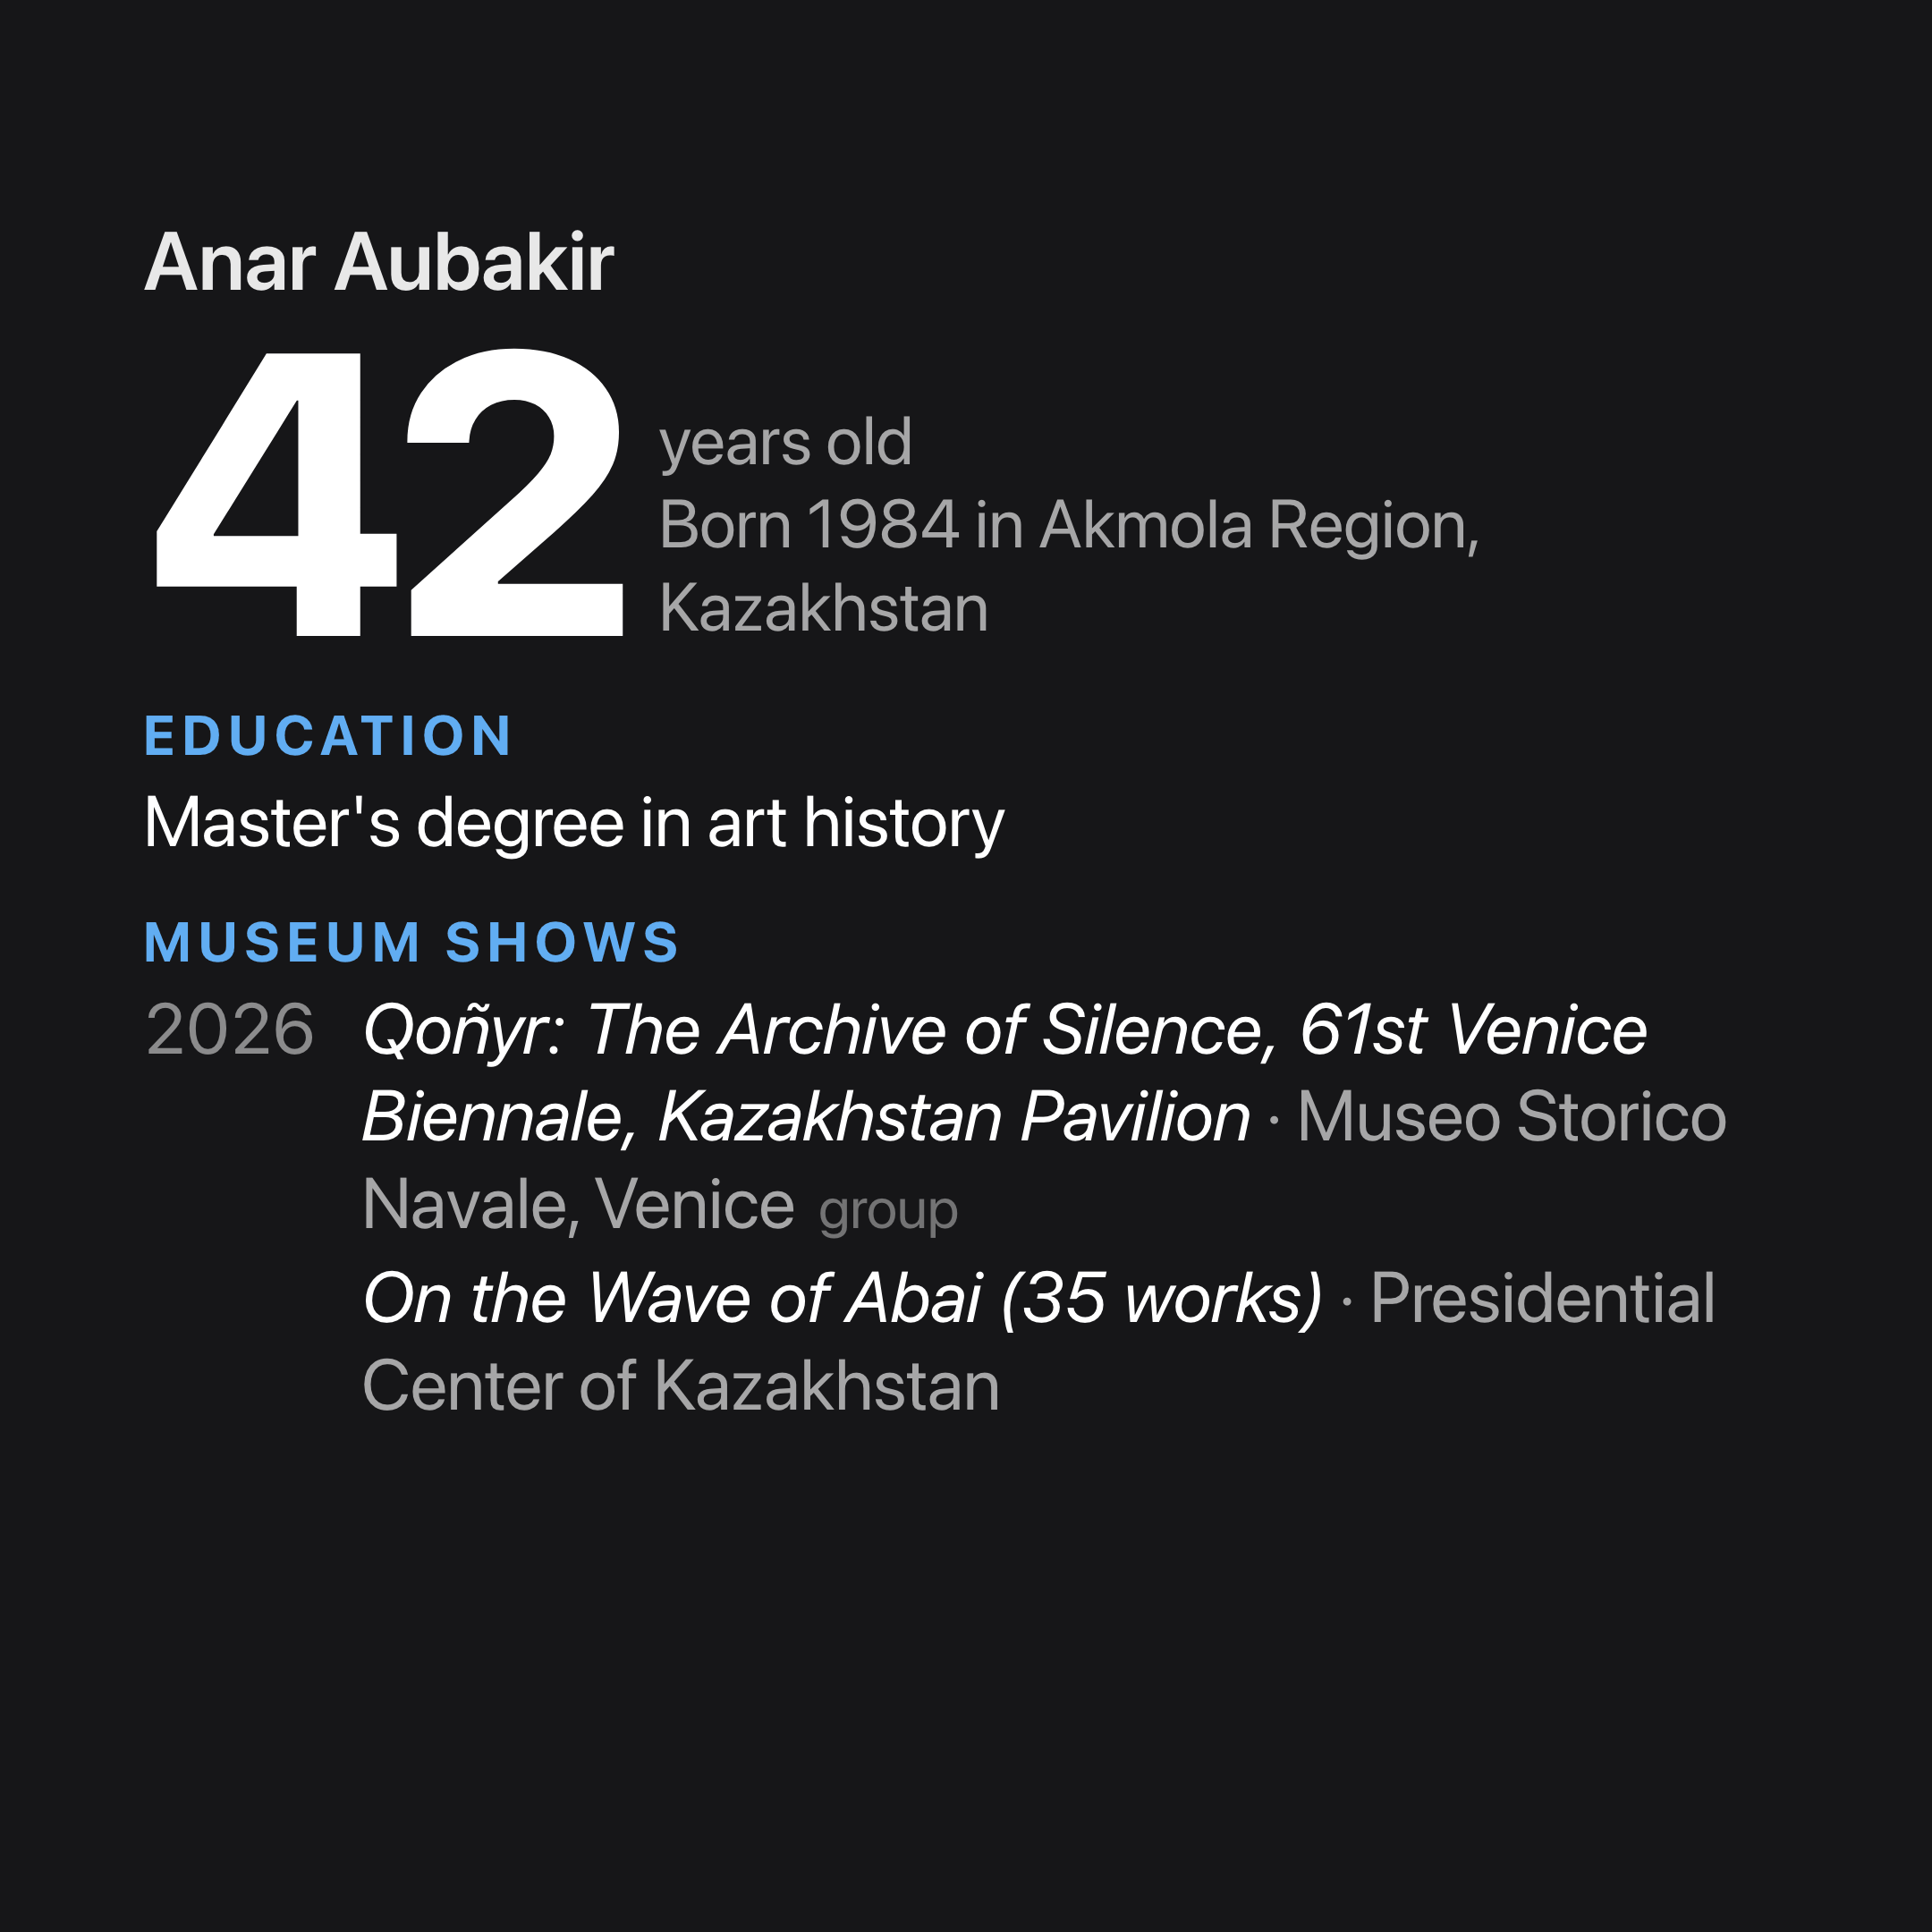 Anar Aubakir
42
years old
Born 1984 in Akmola Region,
Kazakhstan
EDUCATION
Master's degree in art history
MUSEUM SHOWS
2026 Qoñyr: The Archive of Silence, 61st Venice
Biennale, Kazakhstan Pavilion · Museo Storico
Navale, Venice group
On the Wave of Abai (35 works) · Presidential
Center of Kazakhstan